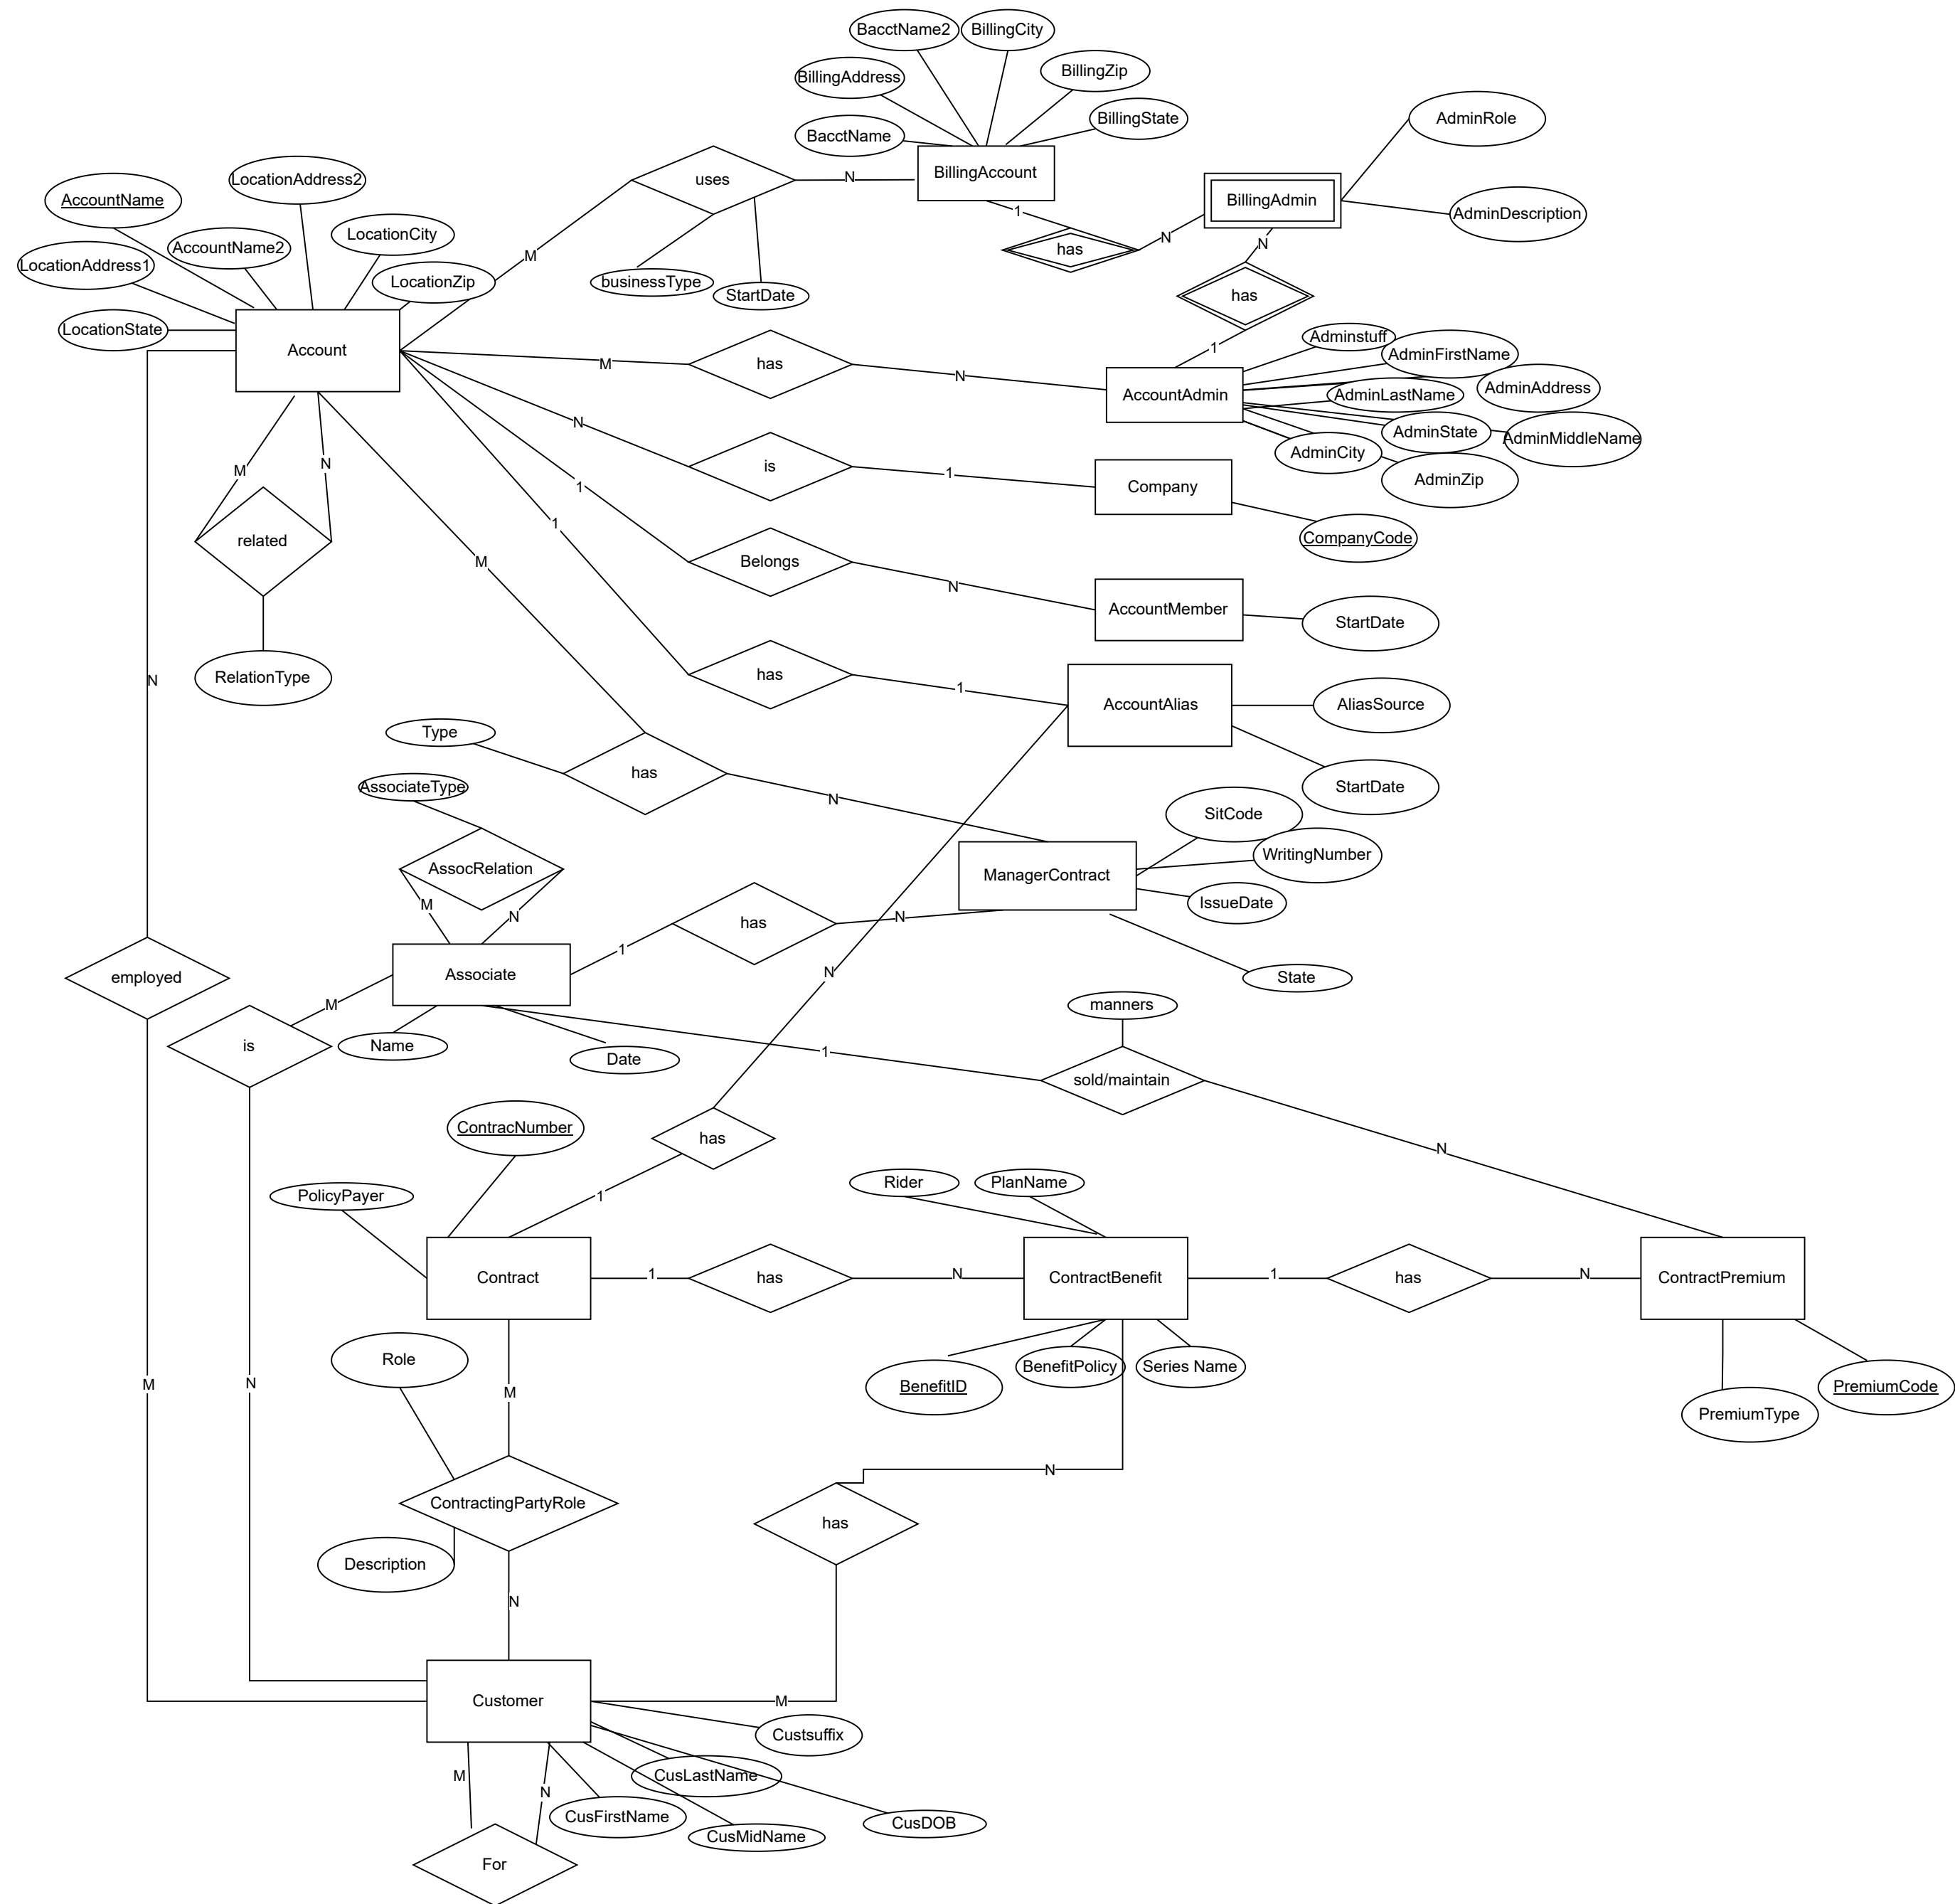 BacctName2
BillingCity
BillingAddress
BillingZip
BillingState
BacctName
AdminRole
BillingAccount
uses
N
LocationAddress2
AccountName
BillingAdmin
1
AdminDescription
LocationCity
AccountName2
has
N
N
M
LocationAddress1
LocationZip
businessType
StartDate
has
LocationState
Account
Adminstuff
1
AdminFirstName
M
has
N
AdminAddress
AccountAdmin
AdminLastName
N
AdminState
AdminMiddleName
AdminCity
M
N
is
1
AdminZip
1
Company
1
related
CompanyCode
M
Belongs
N
AccountMember
StartDate
N
RelationType
has
1
AccountAlias
AliasSource
Type
has
N
AssociateType
StartDate
SitCode
WritingNumber
AssocRelation
ManagerContract
M
N
has
N
IssueDate
1
employed
Associate
N
State
M
manners
is
Name
Date
1
sold/maintain
ContracNumber
has
N
PolicyPayer
1
Rider
PlanName
Contract
1
has
N
ContractBenefit
1
has
N
ContractPremium
Role
BenefitPolicy
Series Name
M
N
M
BenefitID
PremiumCode
PremiumType
N
ContractingPartyRole
has
Description
N
Customer
M
Custsuffix
M
N
CusLastName
CusFirstName
CusMidName
CusDOB
For